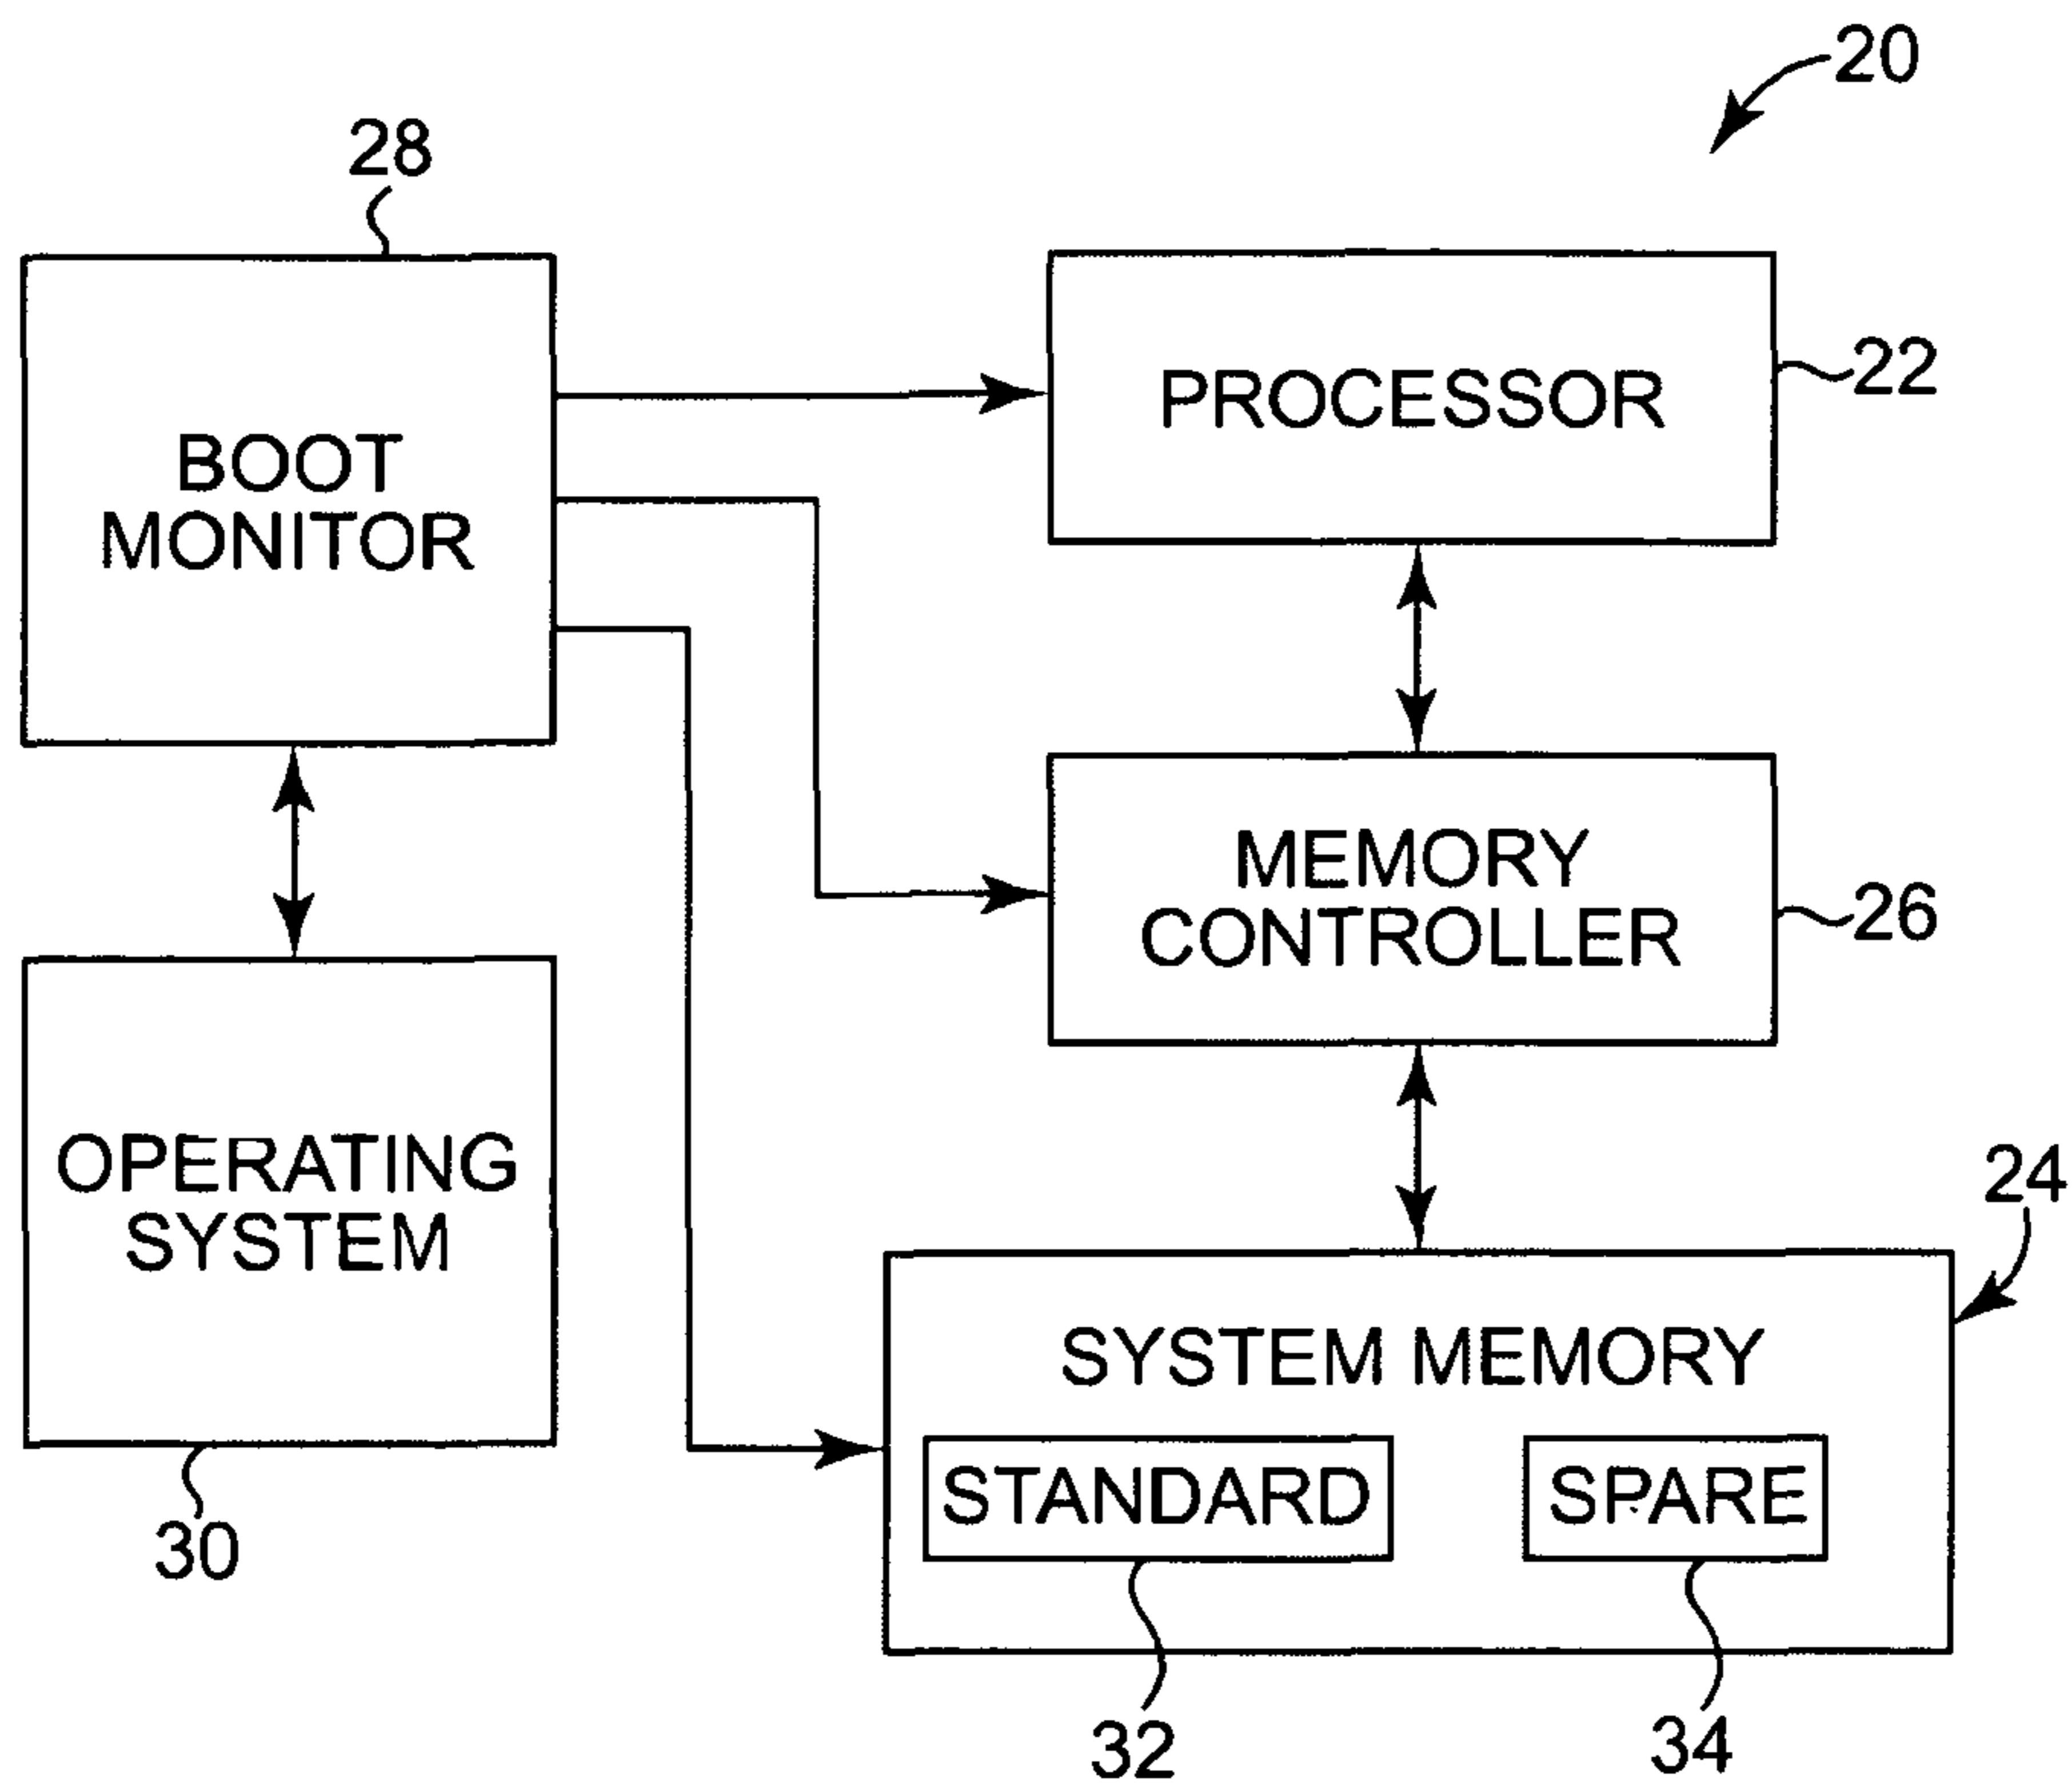 20
28
BOOT
MONITOR
PROCESSOR
22
MEMORY
CONTROLLER
26
OPERATING
SYSTEM
30
24
SYSTEM MEMORY
STANDARD
SPARE
32
34